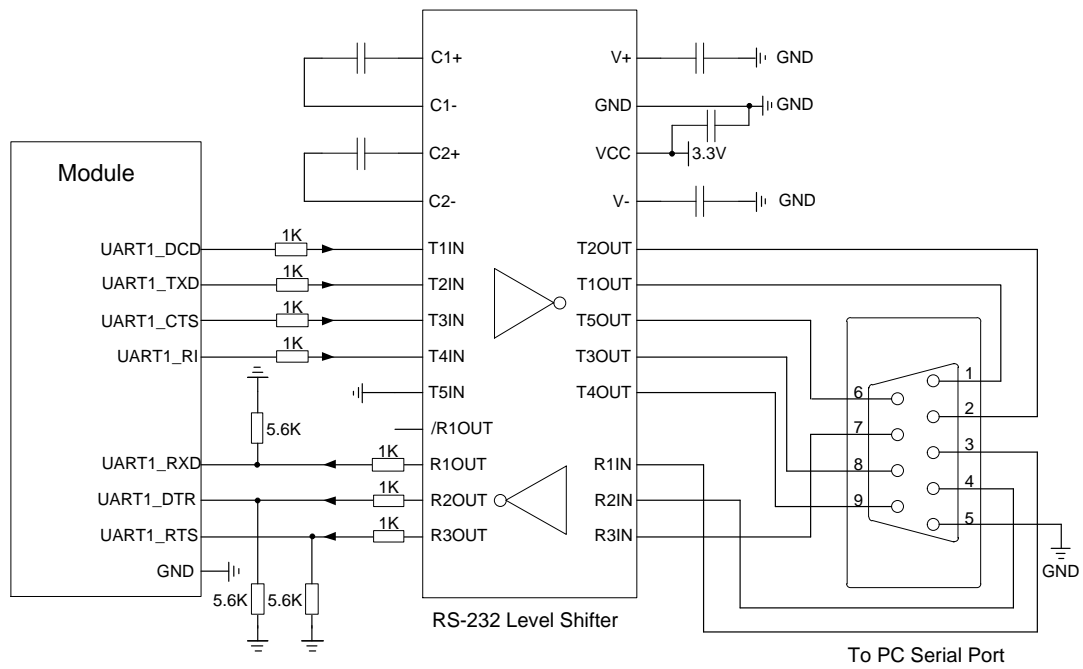 Module
UART1_DCD
UART1_TXD
UART1_CTS
UART1_RI
UART1_RXD
UART1_DTR
UART1_RTS
GND
1K
1K
1K
1K
5.6K
1K
1K
1K
5.6K
5.6K
C1+
C1-
C2+
C2-
T1IN
T2IN
T3IN
T4IN
T5IN
/R1OUT
R1OUT
R2OUT
R3OUT
V+
GND
VCC
V-
T2OUT
T1OUT
T5OUT
T3OUT
T4OUT
R1IN
R2IN
R3IN
RS-232 Level Shifter
GND
GND
3.3V
GND
1
2
3
4
5
6
7
8
9
GND
To PC Serial Port